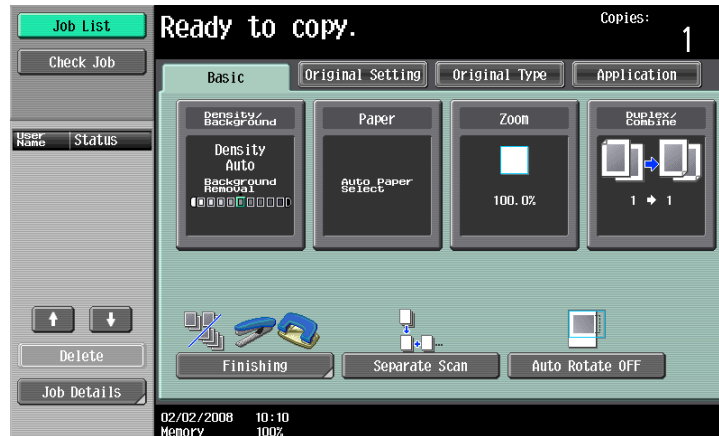 Job List
Ready to copy.
Copies:
1
Check Job
Basic
Original Setting
Original Type
Application
User
Name
Status
Density/
Background
Paper
Zoom
Duplex/
Combine
Density
Auto
Background
Removal
Auto Paper
Select
100.0%
1 → 1
...
Finishing
Separate Scan
Auto Rotate OFF
Delete
Job Details
02/02/2008 10:10
Memory 100%